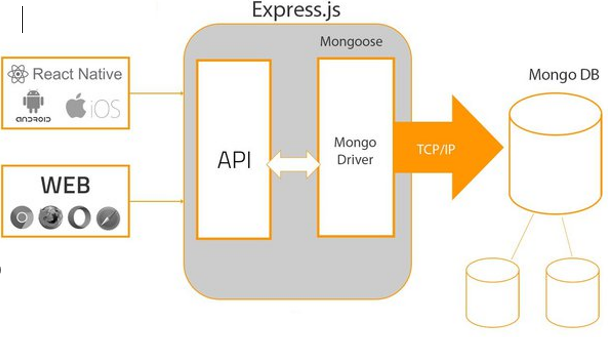 Express.js
Mongoose
React Native
ANDROID
iOS
WEB
API
Mongo
Driver
TCP/IP
Mongo DB